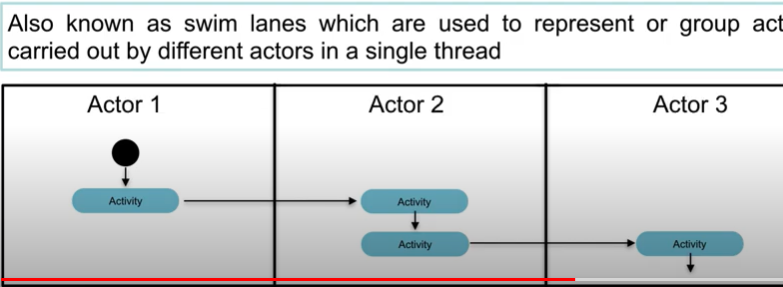 Also known as swim lanes which are used to represent or group
carried out by different actors in a single thread
Actor 1
Actor 2
Actor 3
Activity
Activity
Activity
Activity